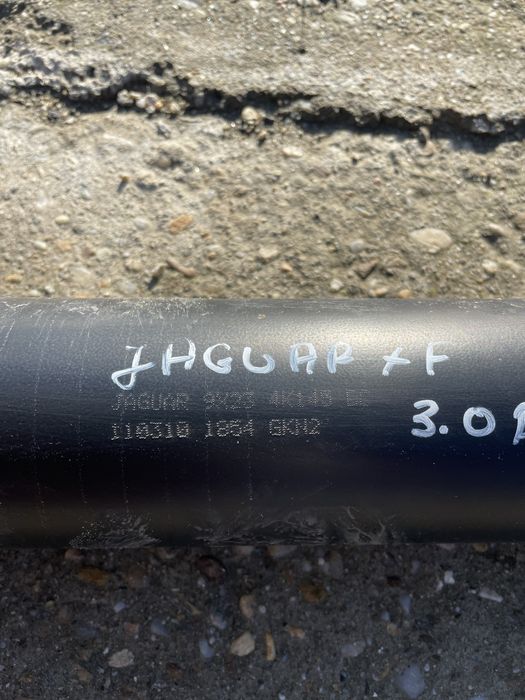 JAGUAR XF
JAGUAR 9X23 4K145
110310 1854 GKN2
3.0